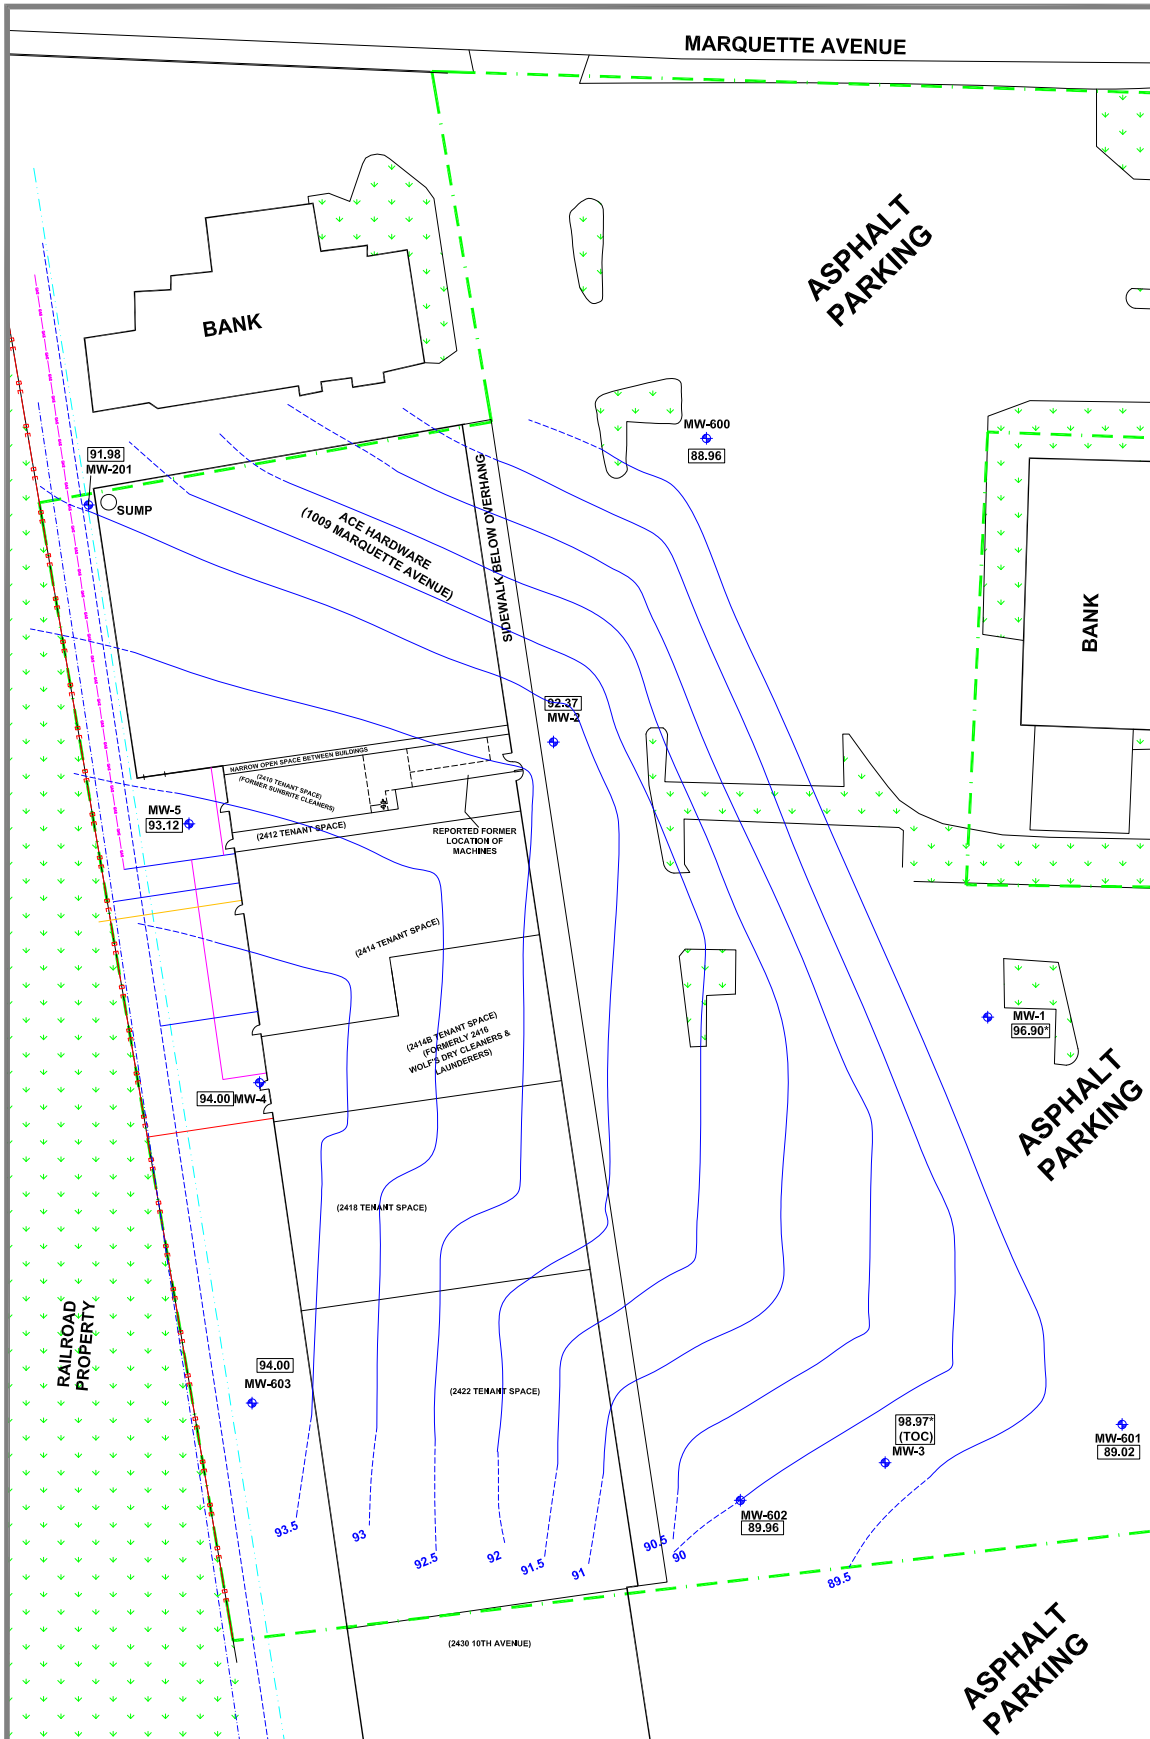 MARQUETTE AVENUE
ASPHALT
PARKING
BANK
MW-600
88.96
91.98
MW-201
SUMP
ACE HARDWARE
(1009 MARQUETTE AVENUE)
SIDEWALK BELOW OVERHANG
BANK
92.37
MW-2
NARROW OPEN SPACE BETWEEN BUILDINGS
(2410 TENANT SPACE)
(FORMER SUNBRITE CLEANERS)
MW-5
93.12
(2412 TENANT SPACE)
REPORTED FORMER
LOCATION OF
MACHINES
(2414 TENANT SPACE)
(2414B TENANT SPACE)
(FORMERLY 2416
WOLF'S DRY CLEANERS &
LAUNDERERS)
MW-1
96.90*
ASPHALT
PARKING
94.00
MW-4
(2418 TENANT SPACE)
RAILROAD
PROPERTY
94.00
MW-603
(2422 TENANT SPACE)
98.97*
(TOC)
MW-3
MW-601
89.02
MW-602
89.96
93.5
93
92.5
92
91.5
91
90.5
90
89.5
(2430 10TH AVENUE)
ASPHALT
PARKING